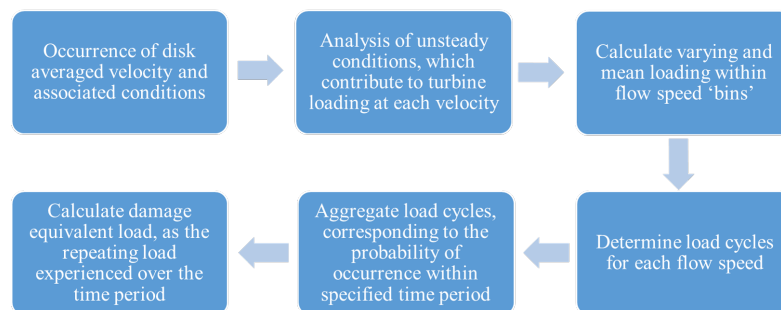 Occurrence of disk
averaged velocity and
associated conditions
Analysis of unsteady
conditions, which
contribute to turbine
loading at each velocity
Calculate varying and
mean loading within
flow speed ‘bins’
Determine load cycles
for each flow speed
Aggregate load cycles,
corresponding to the
probability of
occurrence within
specified time period
Calculate damage
equivalent load, as the
repeating load
experienced over the
time period